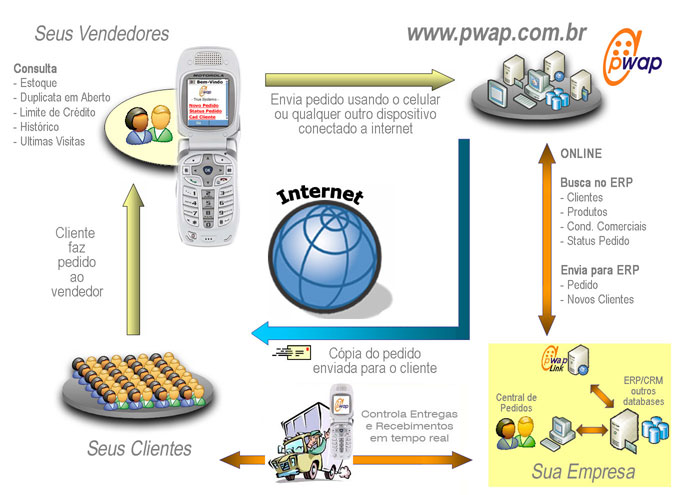 Seus Vendedores
www.pwap.com.br
pwap
Consulta
- Estoque
- Duplicata em Aberto
- Limite de Crédito
- Histórico
- Ultimas Visitas
MOTOROLA
Bem-Vindo
Novo Pedido
Status Pedido
Cad Cliente
Envia pedido usando o celular
ou qualquer outro dispositivo
conectado a internet
ONLINE
Busca no ERP
- Clientes
- Produtos
- Cond. Comerciais
- Status Pedido
Envia para ERP
- Pedido
- Novos Clientes
Internet
Cliente
faz
pedido
ao
vendedor
Cópia do pedido
enviada para o cliente
pwap
Link
ERP/CRM
outros
databases
Central de
Pedidos
Sua Empresa
Seus Clientes
pwap
Controla Entregas
e Recebimentos
em tempo real